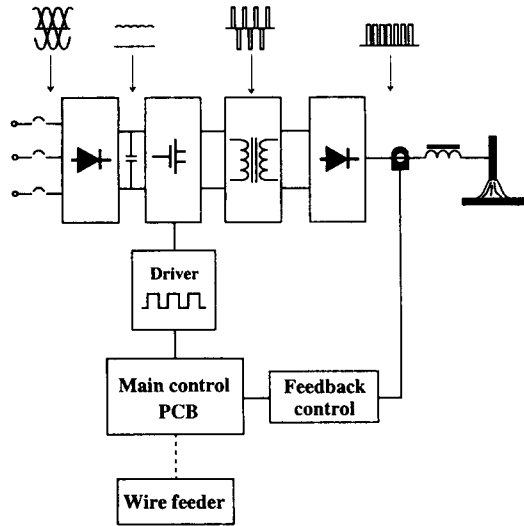 Driver
Main control
PCB
Feedback
control
Wire feeder